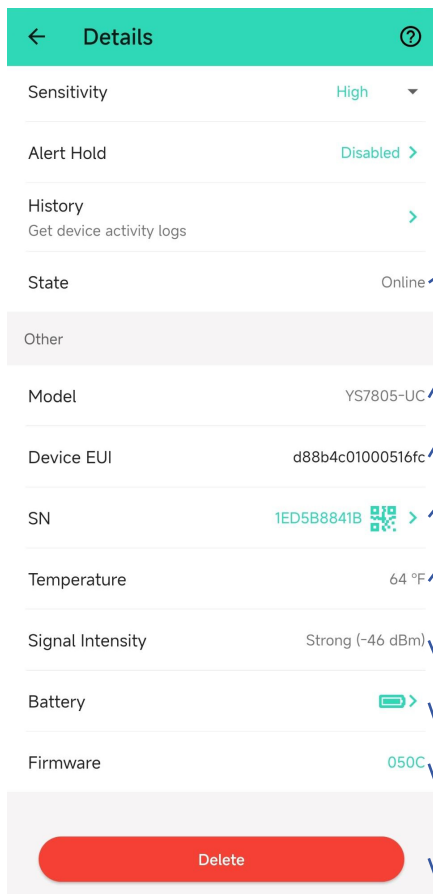 Details
Sensitivity High
Alert Hold Disabled
History
Get device activity logs
State Online
Other
Model YS7805-UC
Device EUI d88b4c01000516fc
SN 1ED5B8841B
Temperature 64 °F
Signal Intensity Strong (-46 dBm)
Battery
Firmware 050C
Delete